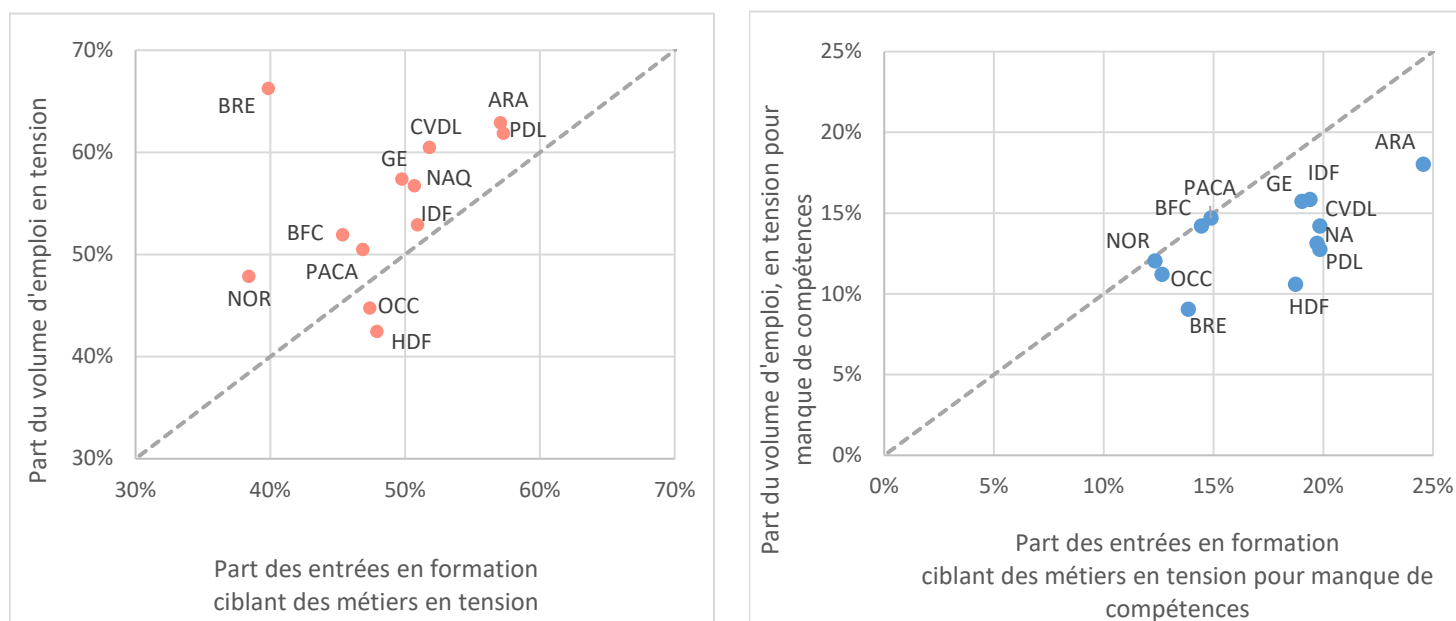 Part du volume d'emploi en tension
70%
60%
50%
40%
30%
30%
40%
50%
60%
70%
BRE
ARA
PDL
CVDL
GE
NAQ
IDF
BFC
PACA
NOR
OCC
HDF
Part des entrées en formation
ciblant des métiers en tension
Part du volume d'emploi, en tension pour
manque de compétences
25%
20%
15%
10%
5%
0%
0%
5%
10%
15%
20%
25%
ARA
PACA
GE
IDF
BFC
CVDL
NOR
NA
PDL
OCC
HDF
BRE
Part des entrées en formation
ciblant des métiers en tension pour manque de
compétences